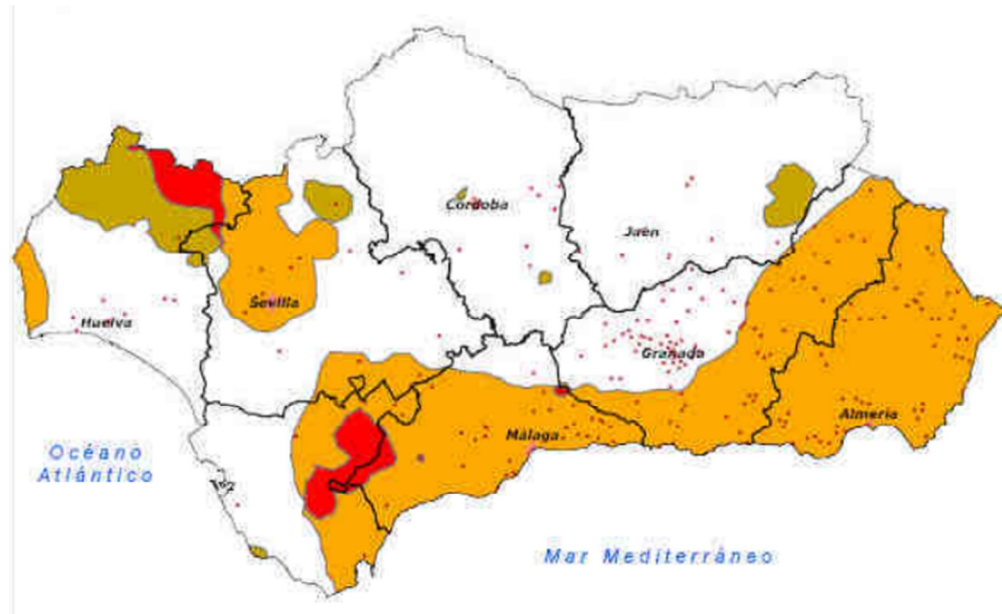 Córdoba
Jaén
Sevilla
Huelva
Granada
Almería
Málaga
Océano
Atlántico
Mar Mediterráneo